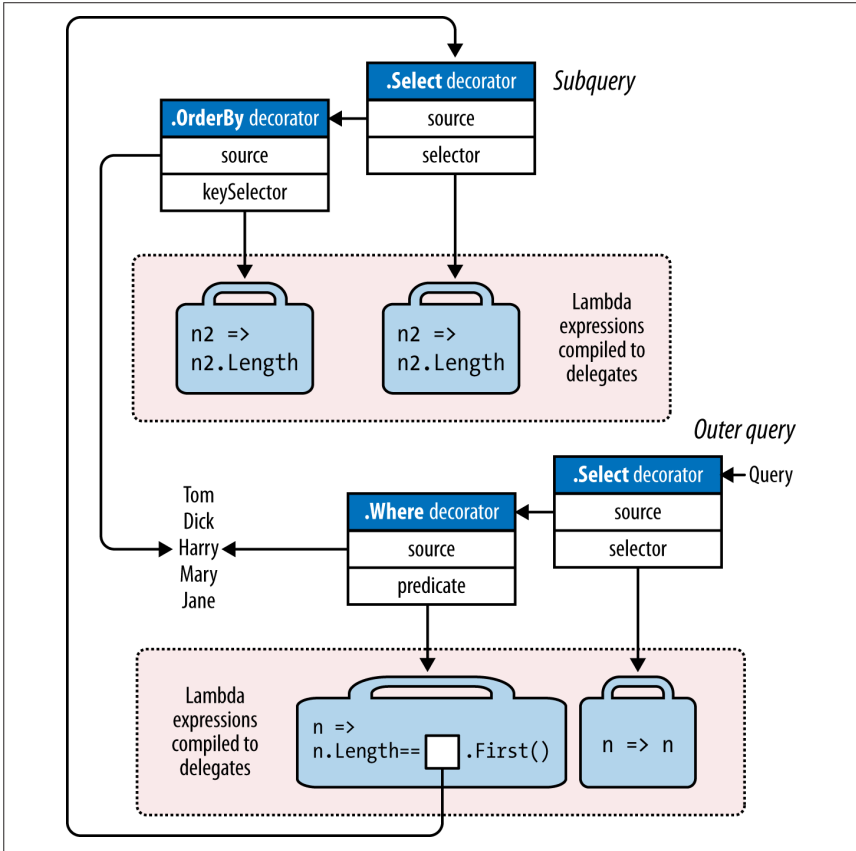 .Select decorator
source
selector
Subquery
.OrderBy decorator
source
keySelector
n2 =>
n2.Length
n2 =>
n2.Length
Lambda
expressions
compiled to
delegates
Outer query
.Select decorator
source
selector
Query
.Where decorator
source
predicate
Tom
Dick
Harry
Mary
Jane
Lambda
expressions
compiled to
delegates
n =>
n.Length== .First()
n => n